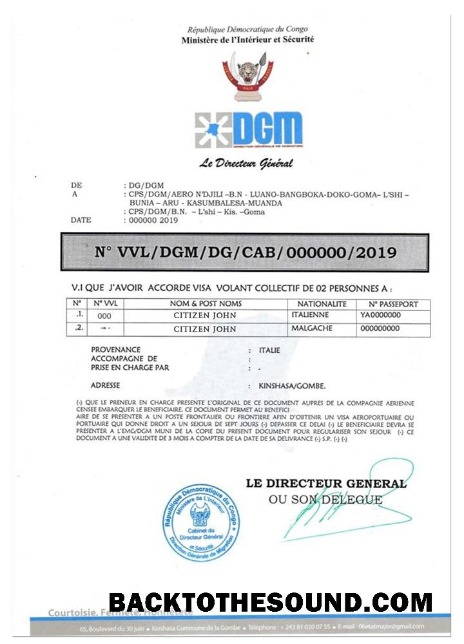 République Démocratique du Congo
Ministère de l'Intérieur et Sécurité
DGM
DIRECTION GENERALE DE MIGRATION
Le Directeur Général
DE : DG/DGM
A : CPS/DGM/AERO N'DJILI -B.N - LUANO-BANGBOKA-DOKO-GOMA- L'SHI –
BUNIA – ARU - KASUMBALESA-MUANDA
: CPS/DGM/B.N. – L'shi – Kis. –Goma
DATE : 000000 2019
N° VVL/DGM/DG/CAB/000000/2019
V.I QUE J'AVOIR ACCORDE VISA VOLANT COLLECTIF DE 02 PERSONNES A :
N° N° VVL NOM & POST NOMS NATIONALITE N° PASSEPORT
.1. 000 CITIZEN JOHN ITALIENNE YA0000000
.2. CITIZEN JOHN MALGACHE 000000000
PROVENANCE : ITALIE
ACCOMPAGNE DE :
PRISE EN CHARGE PAR : -
ADRESSE : KINSHASA/GOMBE.
(-) QUE LE PRENEUR EN CHARGE PRESENTE L'ORIGINAL DE CE DOCUMENT AUPRES DE LA COMPAGNIE AERIENNE
CENSEE EMBARQUER LE BENEFICIAIRE. CE DOCUMENT PERMET AU BENEFICI
AIRE DE SE PRESENTER A UN POSTE FRONTALIER OU FRONTIERE AFIN D'OBTENIR UN VISA AEROPORTUAIRE OU
PORTUAIRE QUI DONNE DROIT A UN SEJOUR DE SEPT JOURS (-) DEPASSER CE DELAI (-) LE BENEFICIAIRE DEVRA SE
PRESENTER A L'EMG/DGM MUNI DE LA COPIE DU PRESENT DOCUMENT POUR REGULARISER SON SEJOUR (-) CE
DOCUMENT A UNE VALIDITE DE 3 MOIS A COMPTER DE LA DATE DE SA DELIVRANCE (-) S.P. (-) (-)
LE DIRECTEUR GENERAL
OU SON DELEGUE
République Démocratique du Congo
Ministère de L'Intérieur
et Sécurité
Cabinet du
Directeur Général
Direction Générale de Migration
BACKTOTHESOUND.COM
Courtoisie, Fermeté,
65, Boulevard du 30 juin • Kinshasa Commune de la Gombe • Téléphone : + 243 81 010 07 55 • E-mail